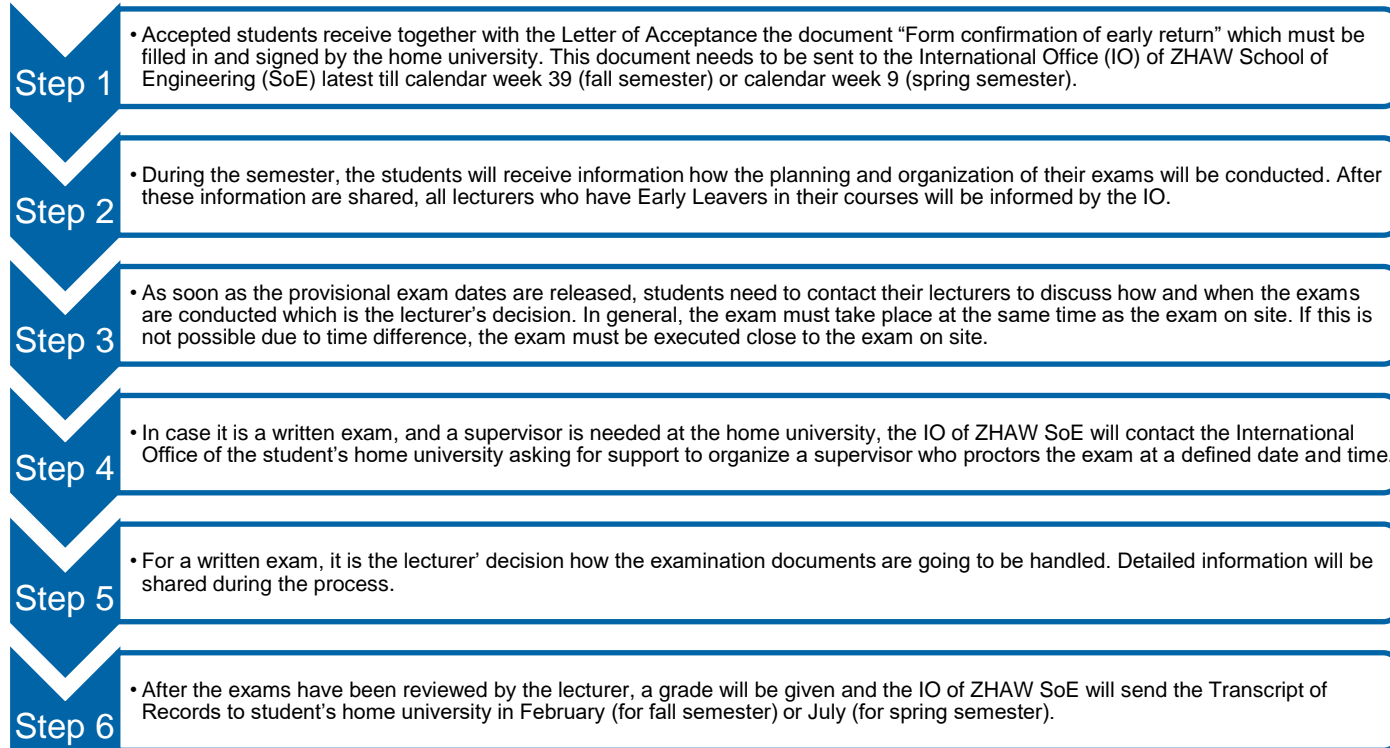 Step 1
• Accepted students receive together with the Letter of Acceptance the document “Form confirmation of early return” which must be
filled in and signed by the home university. This document needs to be sent to the International Office (IO) of ZHAW School of
Engineering (SoE) latest till calendar week 39 (fall semester) or calendar week 9 (spring semester).
Step 2
• During the semester, the students will receive information how the planning and organization of their exams will be conducted. After
these information are shared, all lecturers who have Early Leavers in their courses will be informed by the IO.
Step 3
• As soon as the provisional exam dates are released, students need to contact their lecturers to discuss how and when the exams
are conducted which is the lecturer’s decision. In general, the exam must take place at the same time as the exam on site. If this is
not possible due to time difference, the exam must be executed close to the exam on site.
Step 4
• In case it is a written exam, and a supervisor is needed at the home university, the IO of ZHAW SoE will contact the International
Office of the student’s home university asking for support to organize a supervisor who proctors the exam at a defined date and time.
Step 5
• For a written exam, it is the lecturer’ decision how the examination documents are going to be handled. Detailed information will be
shared during the process.
Step 6
• After the exams have been reviewed by the lecturer, a grade will be given and the IO of ZHAW SoE will send the Transcript of
Records to student’s home university in February (for fall semester) or July (for spring semester).